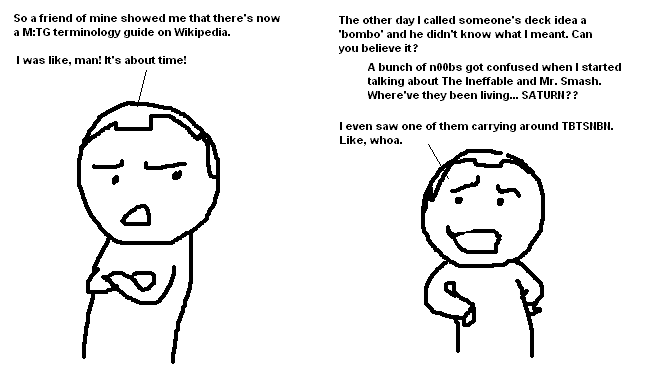 So a friend of mine showed me that there's now
a M:TG terminology guide on Wikipedia.
I was like, man! It's about time!
The other day I called someone's deck idea a
'bombo' and he didn't know what I meant. Can
you believe it?
A bunch of n00bs got confused when I started
talking about The Ineffable and Mr. Smash.
Where've they been living... SATURN??
I even saw one of them carrying around TBTSNBN.
Like, whoa.